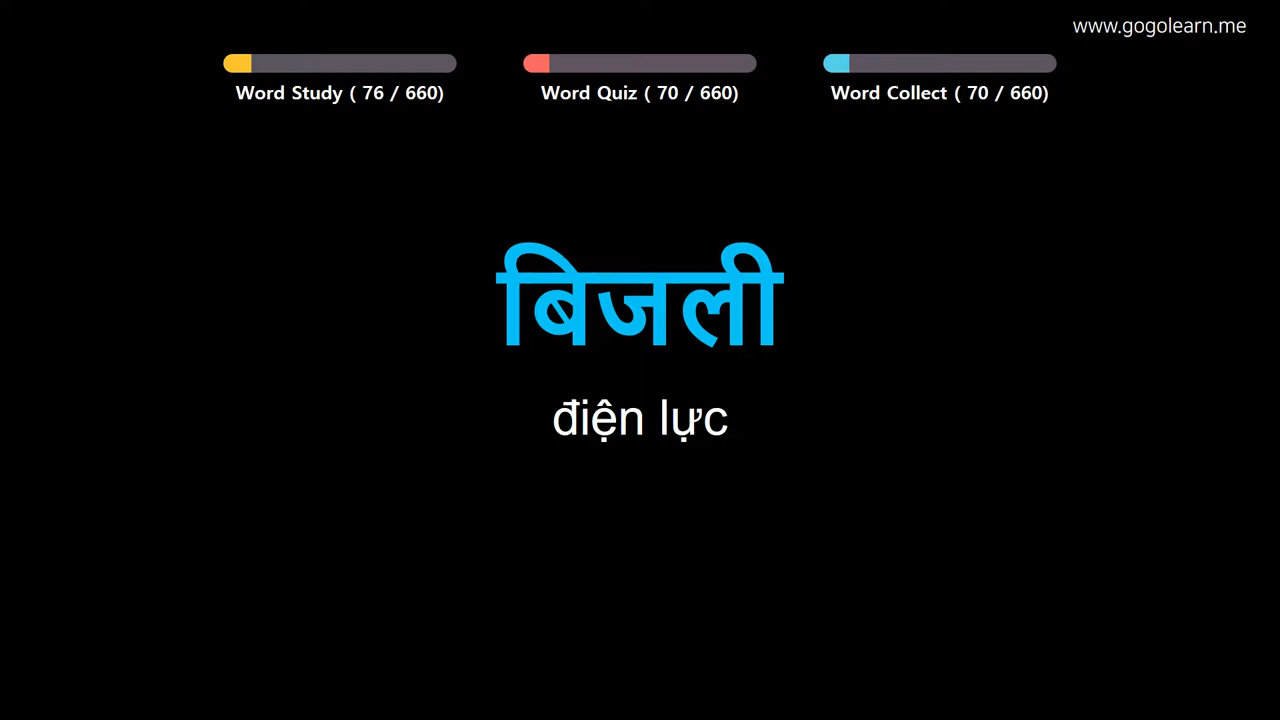 www.gogolearn.me
Word Study ( 76 / 660)
Word Quiz ( 70 / 660)
Word Collect ( 70 / 660)
बिजली
điện lực